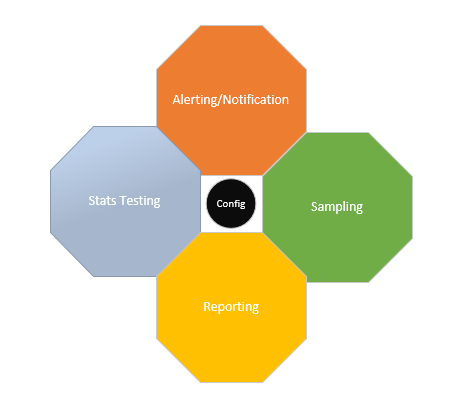 Alerting/Notification
Stats Testing
Config
Sampling
Reporting